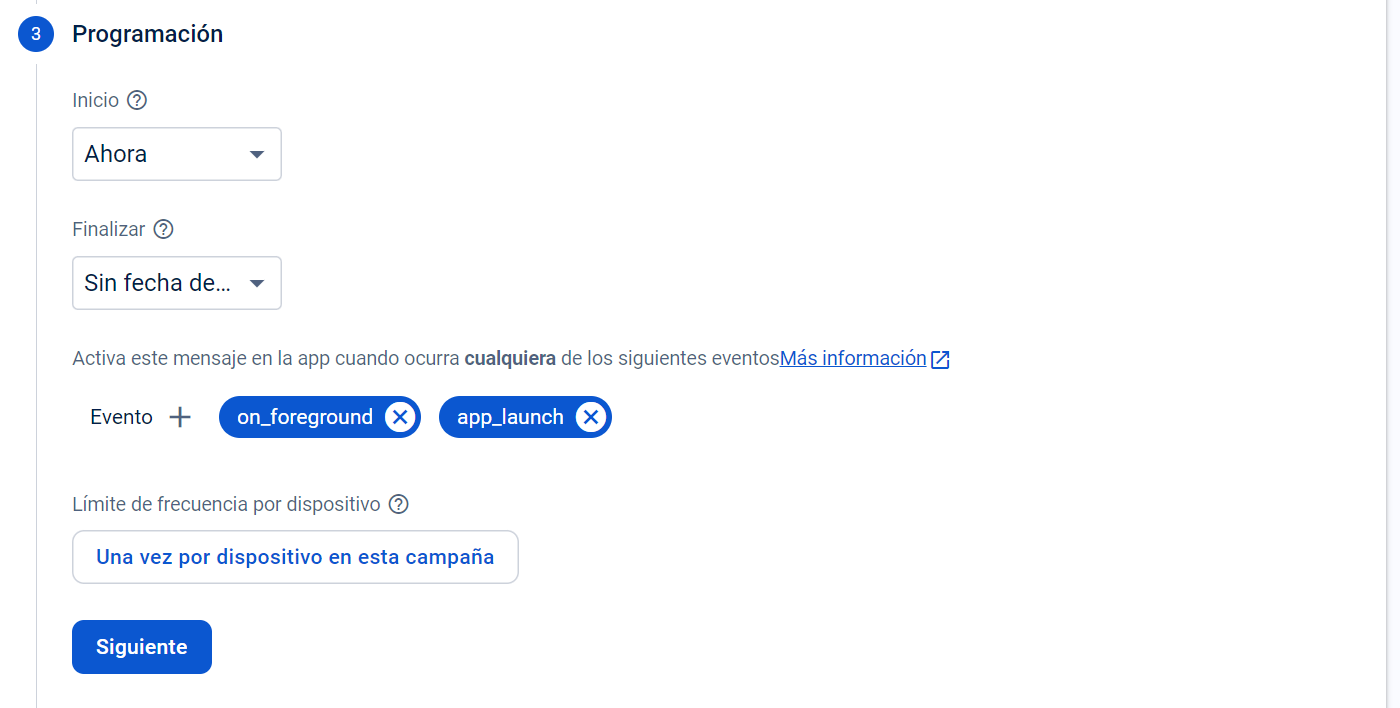 3 Programación
Inicio
Ahora
Finalizar
Sin fecha de...
Activa este mensaje en la app cuando ocurra cualquiera de los siguientes eventosMás información
Evento + on_foreground app_launch
Límite de frecuencia por dispositivo
Una vez por dispositivo en esta campaña
Siguiente